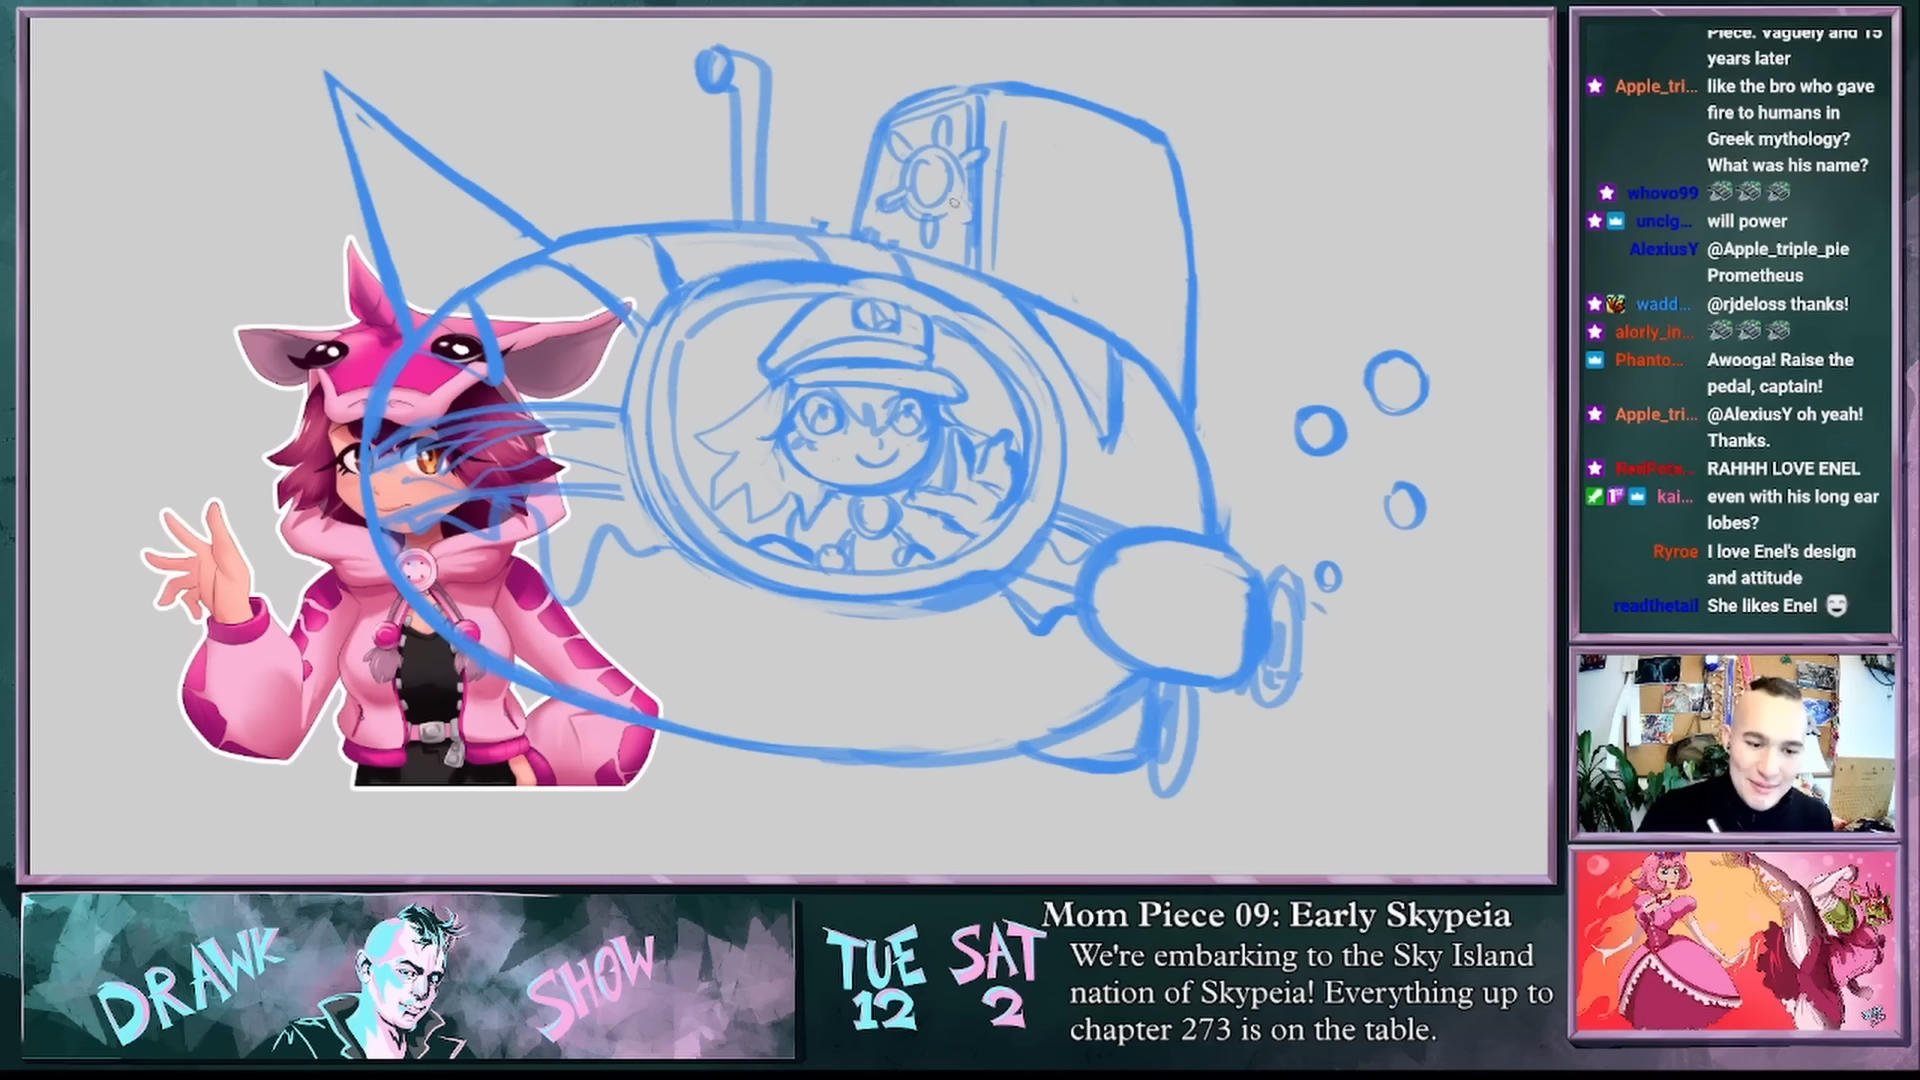 Piece. Vaguely and 15
years later
Apple_tri... like the bro who gave
fire to humans in
Greek mythology?
What was his name?
whovo99
unclg... will power
AlexiusY @Apple_triple_pie
Prometheus
wadd... @rjdeloss thanks!
alorly_in...
Phanto... Awooga! Raise the
pedal, captain!
Apple_tri... @AlexiusY oh yeah!
Thanks.
RAHHH LOVE ENEL
kai... even with his long ear
lobes?
Ryroe I love Enel's design
and attitude
readthetail She likes Enel
DRAWK SHOW
TUE SAT
12 2
Mom Piece 09: Early Skypeia
We're embarking to the Sky Island
nation of Skypeia! Everything up to
chapter 273 is on the table.